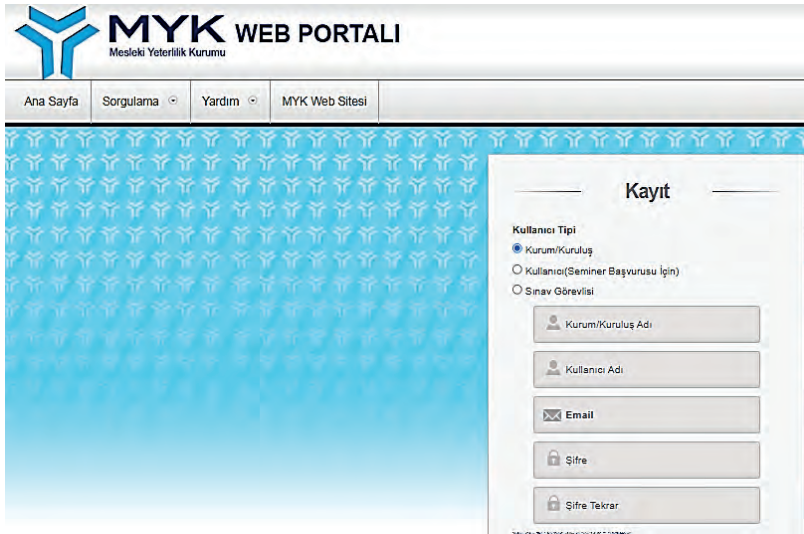 MYK WEB PORTALI
Mesleki Yeterlilik Kurumu
Ana Sayfa Sorgulama Yardım MYK Web Sitesi
Kayıt
Kullanıcı Tipi
Kurum/Kuruluş
Kullanıcı(Seminer Başvurusu İçin)
Sınav Görevlisi
Kurum/Kuruluş Adı
Kullanıcı Adı
Email
Şifre
Şifre Tekrar